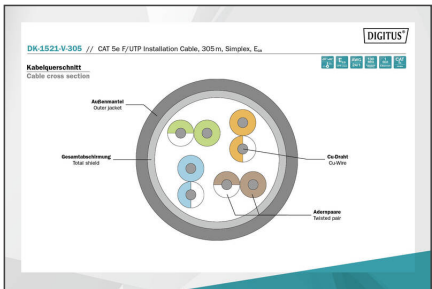 DIGITUS®
DK-1521-V-305 // CAT 5e F/UTP Installation Cable, 305 m, Simplex, Eca
Kabelquerschnitt
Cable cross section
Außenmantel
Outer jacket
Gesamtabschirmung
Total shield
Cu-Draht
Cu-Wire
Adernpaare
Twisted pair